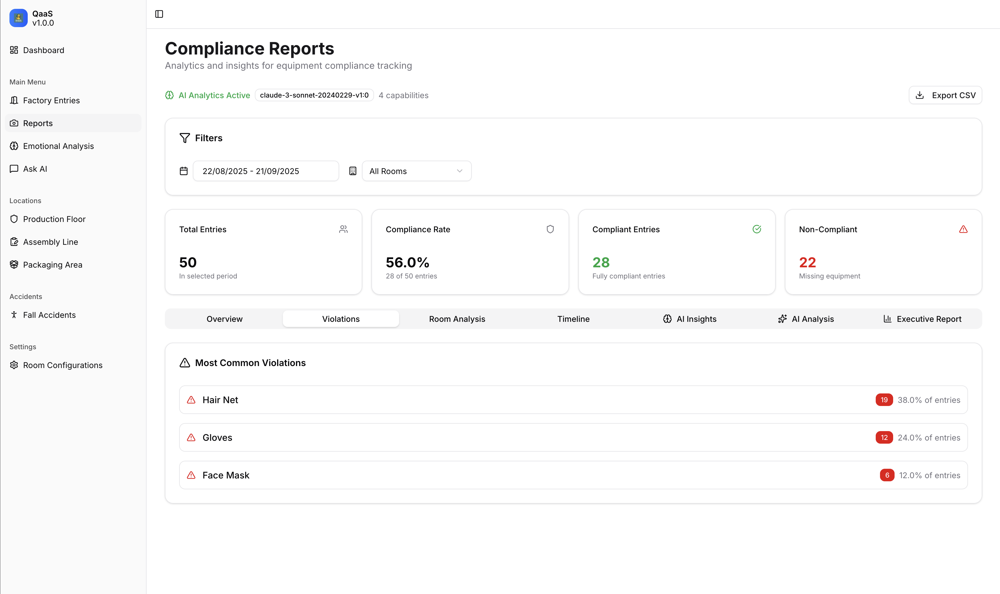 QaaS
v1.0.0
Dashboard
Main Menu
Factory Entries
Reports
Emotional Analysis
Ask AI
Locations
Production Floor
Assembly Line
Packaging Area
Accidents
Fall Accidents
Settings
Room Configurations
Compliance Reports
Analytics and insights for equipment compliance tracking
AI Analytics Active claude-3-sonnet-20240229-v1:0 4 capabilities
Export CSV
Filters
22/08/2025 - 21/09/2025
All Rooms
Total Entries
50
In selected period
Compliance Rate
56.0%
28 of 50 entries
Compliant Entries
28
Fully compliant entries
Non-Compliant
22
Missing equipment
Overview Violations Room Analysis Timeline AI Insights AI Analysis Executive Report
Most Common Violations
Hair Net 19 38.0% of entries
Gloves 12 24.0% of entries
Face Mask 6 12.0% of entries